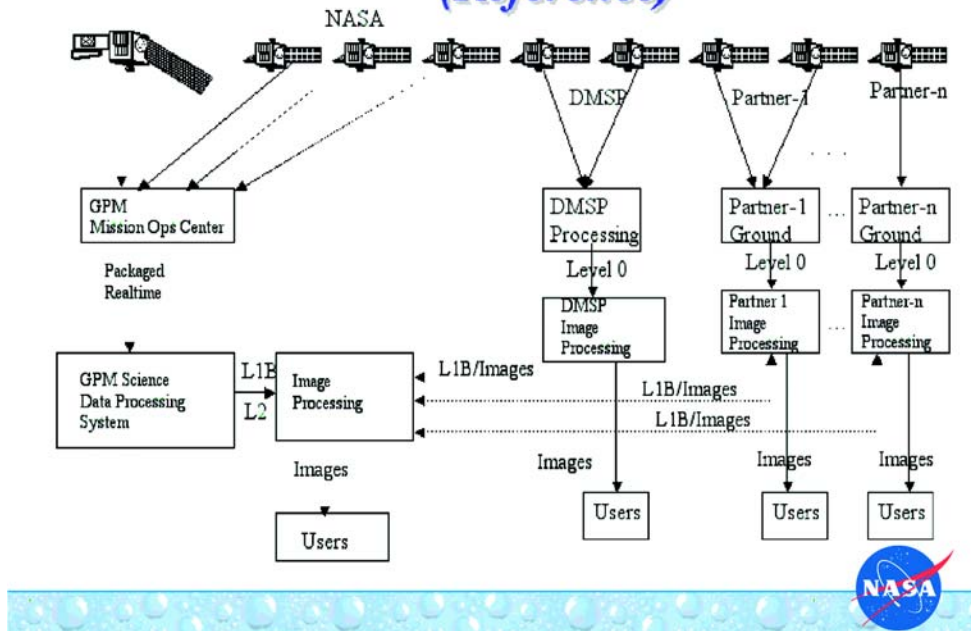 (Reference)
NASA
DMSP
Partner-1
Partner-n
. . . .
GPM
Mission Ops Center
DMSP
Processing
Partner-1
Ground
...
Partner-n
Ground
Packaged
Realtime
Level 0
Level 0
Level 0
DMSP
Image
Processing
Partner 1
Image
Processing
...
Partner-n
Image
Processing
GPM Science
Data Processing
System
L1B
L2
Image
Processing
L1B/Images
L1B/Images
L1B/Images
Images
Images
Images
Images
Users
Users
Users
Users
NASA